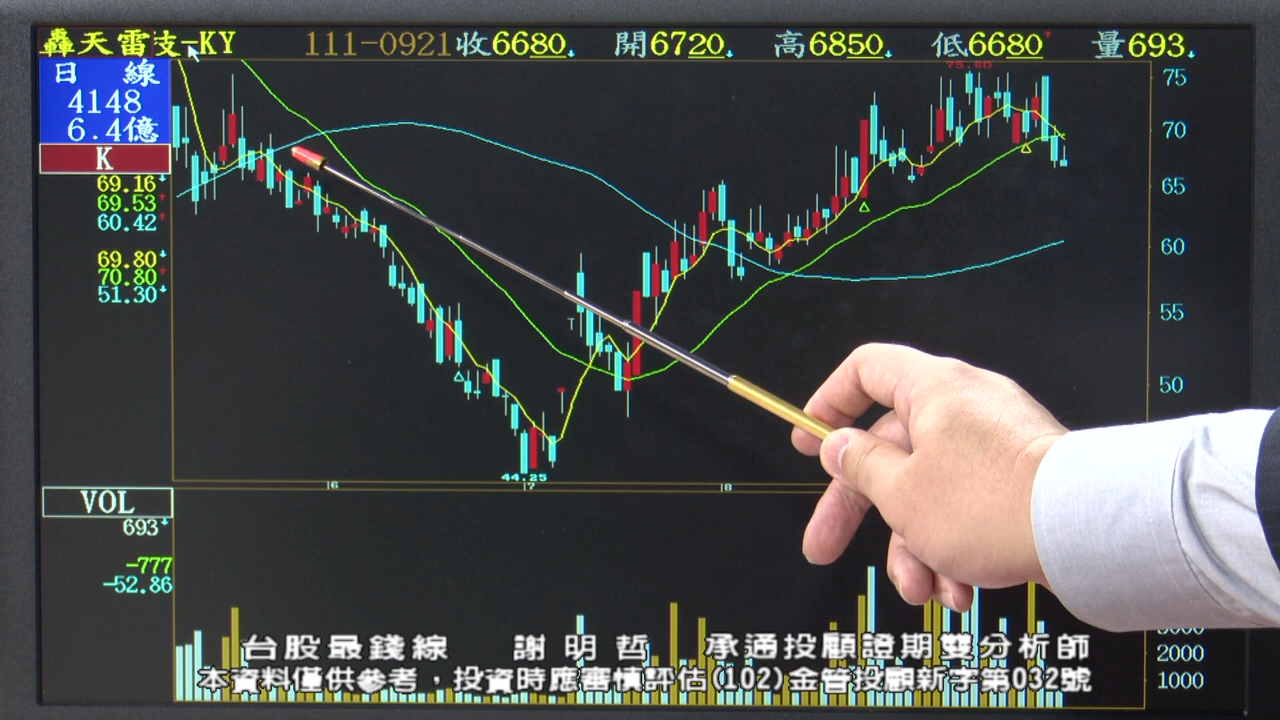 轟天雷支-KY 111-0921 收6680 開6720 高6850 低6680 量693
日 線
4148
6.4億
K
69.16
69.53
60.42
69.80
70.80
51.30
75.60
75
70
65
60
55
50
44.25
6 7 8
VOL
693
-777
-52.86
2000
1000
台股最錢線 謝明哲 承通投顧證期雙分析師
本資料僅供參考，投資時應審慎評估(102)金管投顧新字第032號